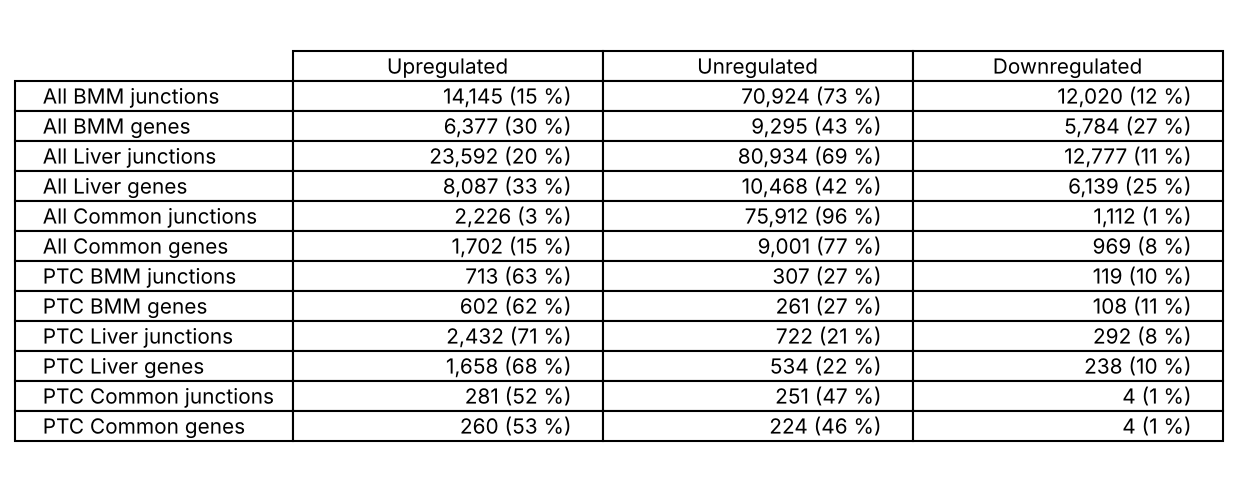 Upregulated Unregulated Downregulated
All BMM junctions 14,145 (15 %) 70,924 (73 %) 12,020 (12 %)
All BMM genes 6,377 (30 %) 9,295 (43 %) 5,784 (27 %)
All Liver junctions 23,592 (20 %) 80,934 (69 %) 12,777 (11 %)
All Liver genes 8,087 (33 %) 10,468 (42 %) 6,139 (25 %)
All Common junctions 2,226 (3 %) 75,912 (96 %) 1,112 (1 %)
All Common genes 1,702 (15 %) 9,001 (77 %) 969 (8 %)
PTC BMM junctions 713 (63 %) 307 (27 %) 119 (10 %)
PTC BMM genes 602 (62 %) 261 (27 %) 108 (11 %)
PTC Liver junctions 2,432 (71 %) 722 (21 %) 292 (8 %)
PTC Liver genes 1,658 (68 %) 534 (22 %) 238 (10 %)
PTC Common junctions 281 (52 %) 251 (47 %) 4 (1 %)
PTC Common genes 260 (53 %) 224 (46 %) 4 (1 %)